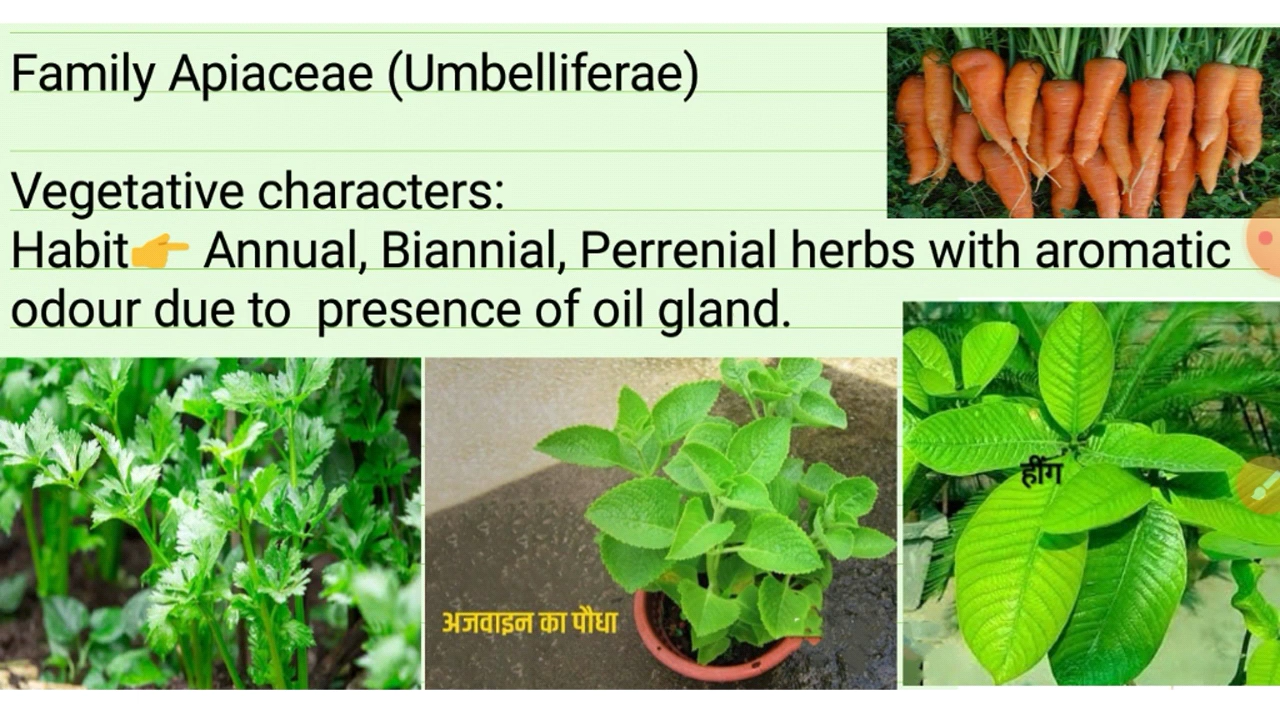 Family Apiaceae (Umbelliferae)
Vegetative characters:
Habit👉 Annual, Biannial, Perrenial herbs with aromatic
odour due to presence of oil gland.
हींग
अजवाइन का पौधा